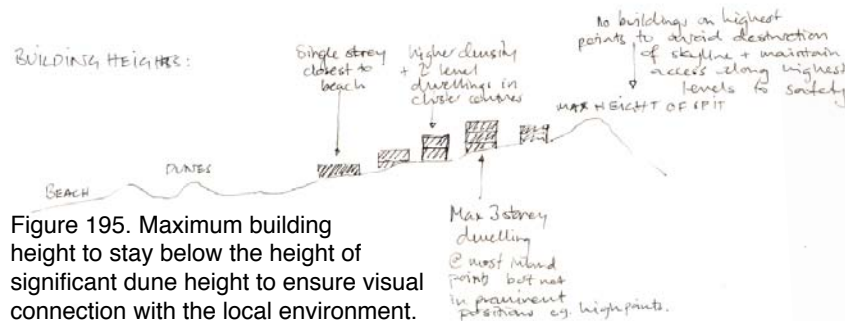 BUILDING HEIGHTS:
Single storey
closest to
beach
higher density
+ 2 level
dwellings in
cluster centres
No buildings on highest
points to avoid destruction
of skyline + maintain
access along highest
levels to safety
MAX HEIGHT OF SPIT
DUNES
BEACH
Max 3 storey
dwelling
@ most inland
points but not
in prominent
positions eg. high points.
Figure 195. Maximum building
height to stay below the height of
significant dune height to ensure visual
connection with the local environment.